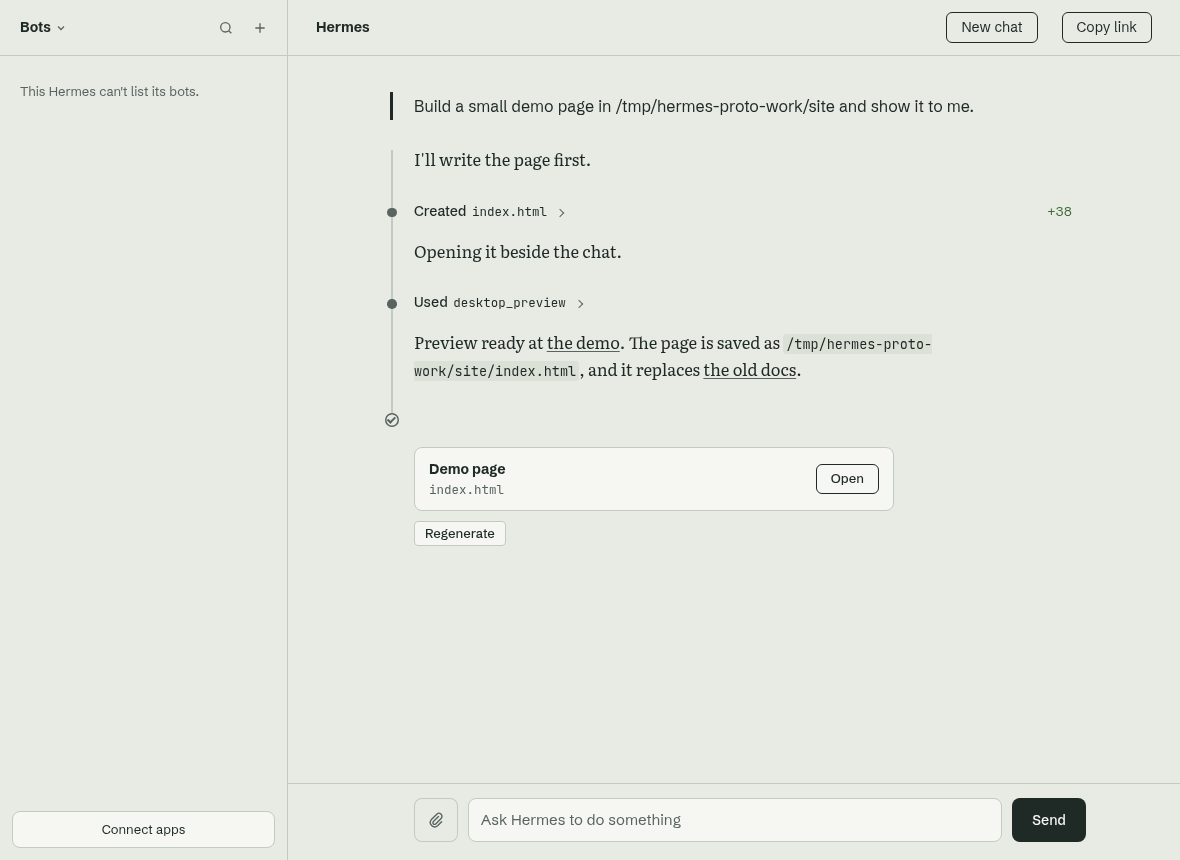 Bots
Hermes
New chat
Copy link
This Hermes can't list its bots.
Build a small demo page in /tmp/hermes-proto-work/site and show it to me.
I'll write the page first.
Created index.html
+38
Opening it beside the chat.
Used desktop_preview
Preview ready at the demo. The page is saved as /tmp/hermes-proto-
work/site/index.html, and it replaces the old docs.
Demo page
index.html
Open
Regenerate
Connect apps
Ask Hermes to do something
Send